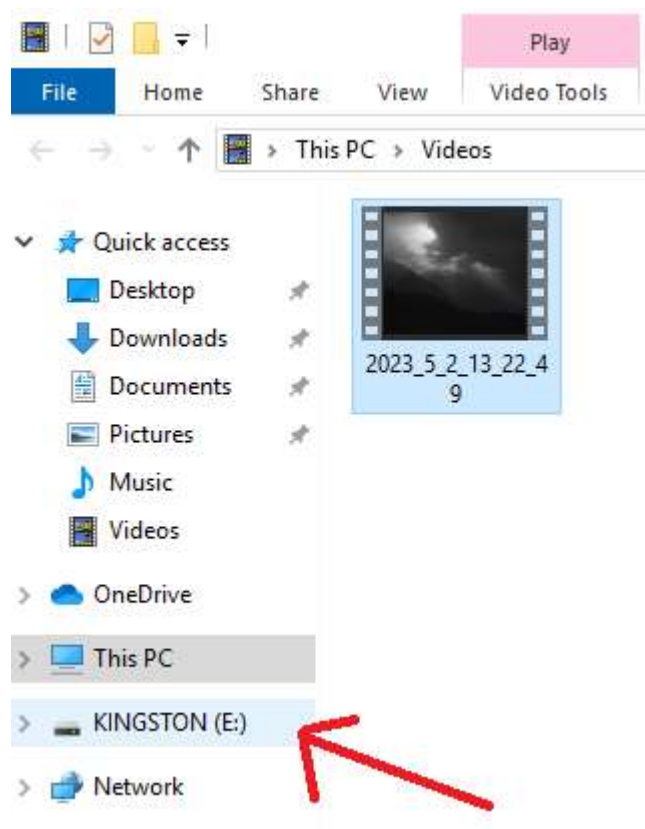 Play
File Home Share View Video Tools
This PC > Videos
Quick access
Desktop
Downloads
Documents
Pictures
Music
Videos
OneDrive
This PC
KINGSTON (E:)
Network
2023_5_2_13_22_4
9